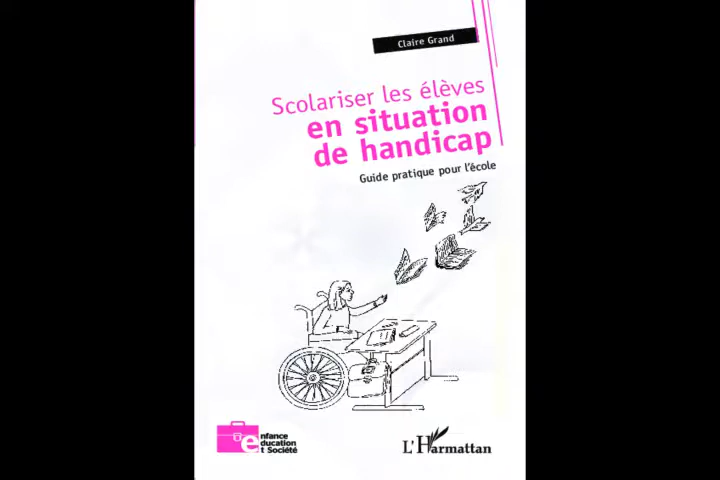 Claire Grand
Scolariser les élèves
en situation
de handicap
Guide pratique pour l'école
enfance
éducation
et Société
L'Harmattan